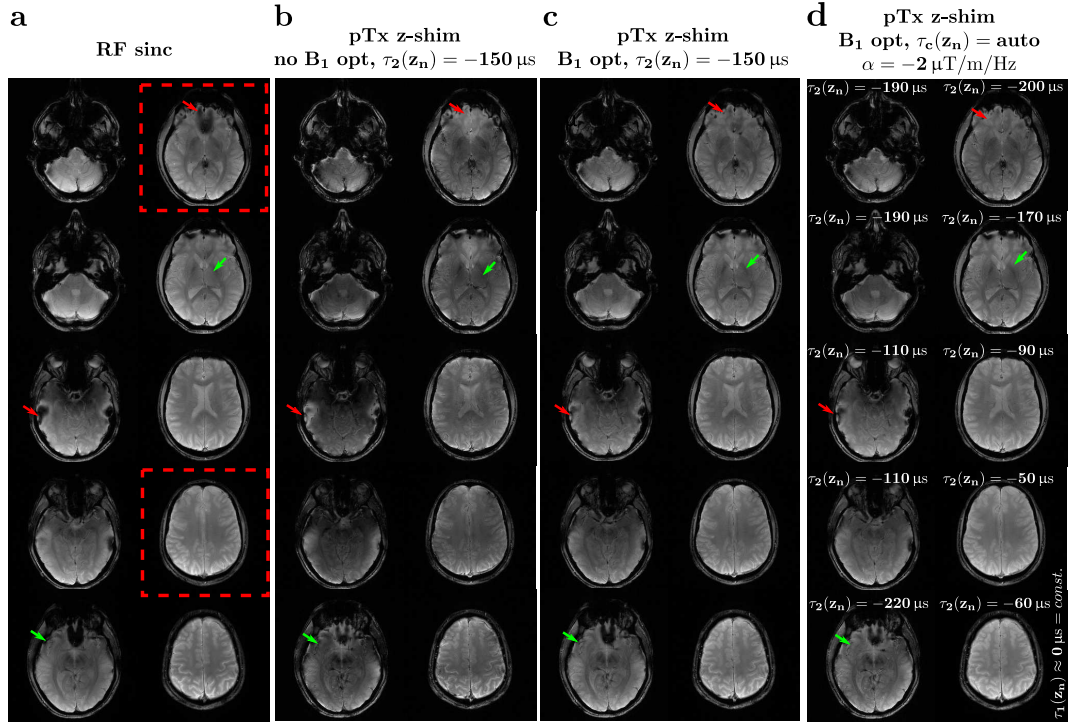 a
RF sinc
b
pTx z-shim
no B₁ opt, τ₂(zₙ) = −150 µs
c
pTx z-shim
B₁ opt, τ₂(zₙ) = −150 µs
d
pTx z-shim
B₁ opt, τ_c(zₙ) = auto
α = −2 µT/m/Hz
τ₂(zₙ) = −190 µs τ₂(zₙ) = −200 µs
τ₂(zₙ) = −190 µs τ₂(zₙ) = −170 µs
τ₂(zₙ) = −110 µs τ₂(zₙ) = −90 µs
τ₂(zₙ) = −110 µs τ₂(zₙ) = −50 µs
τ₂(zₙ) = −220 µs τ₂(zₙ) = −60 µs
τ₁(zₙ) ≈ 0 µs = const.